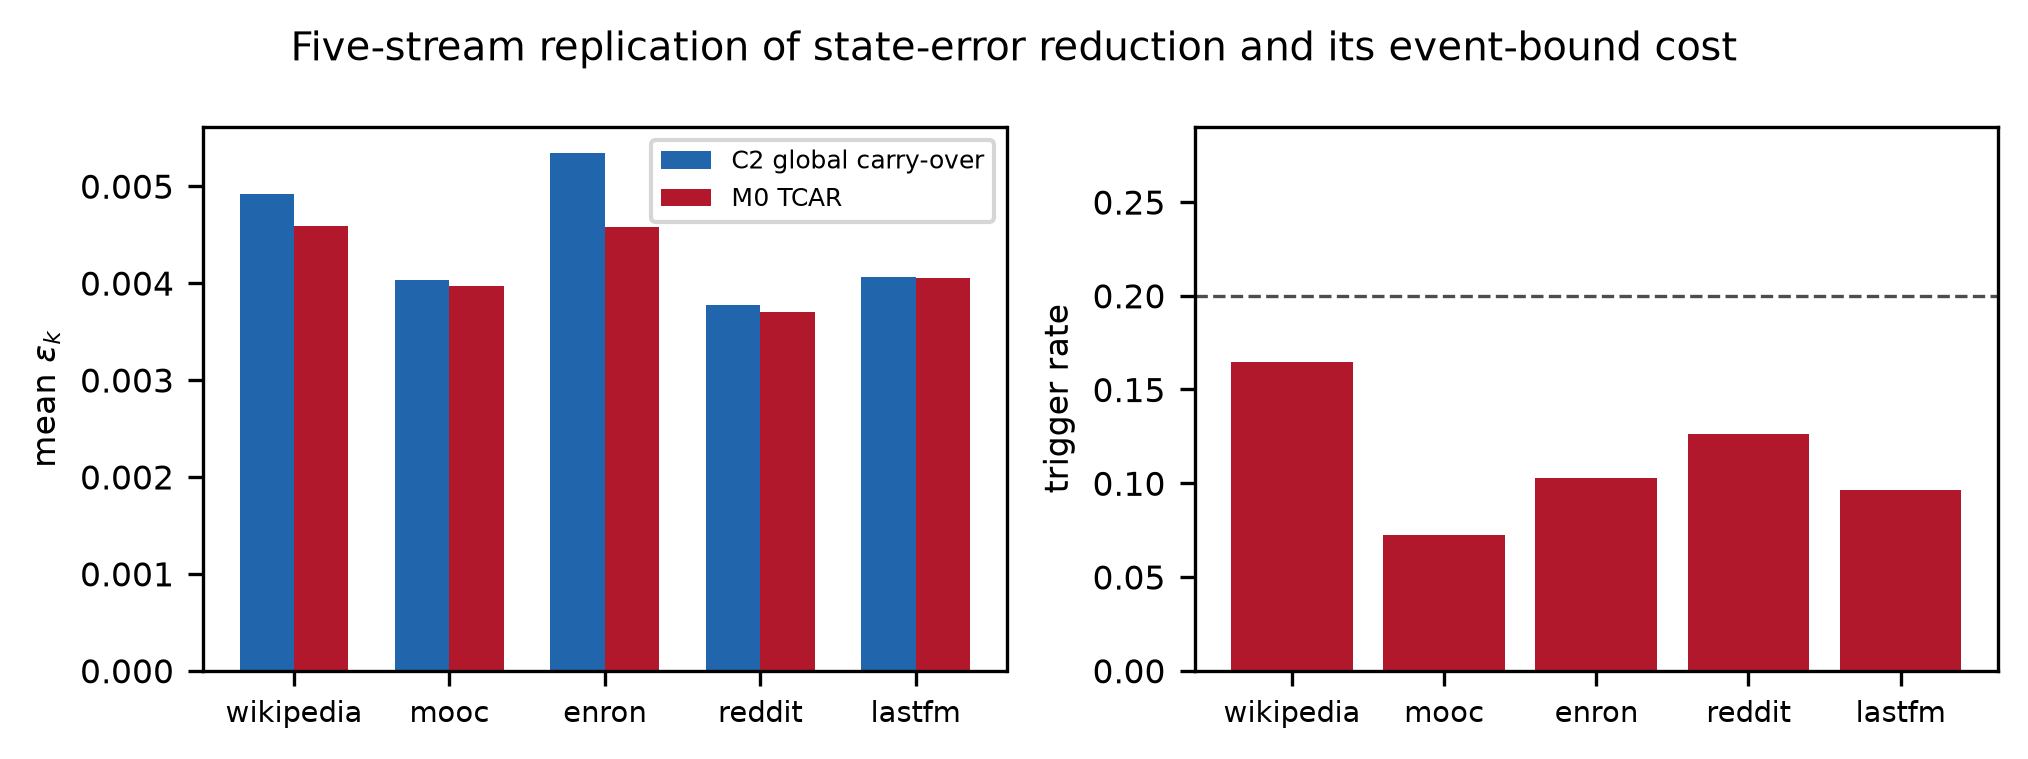 Five-stream replication of state-error reduction and its event-bound cost
C2 global carry-over
M0 TCAR
0.005
0.004
0.003
0.002
0.001
0.000
mean εk
wikipedia
mooc
enron
reddit
lastfm
0.25
0.20
0.15
0.10
0.05
0.00
trigger rate
wikipedia
mooc
enron
reddit
lastfm